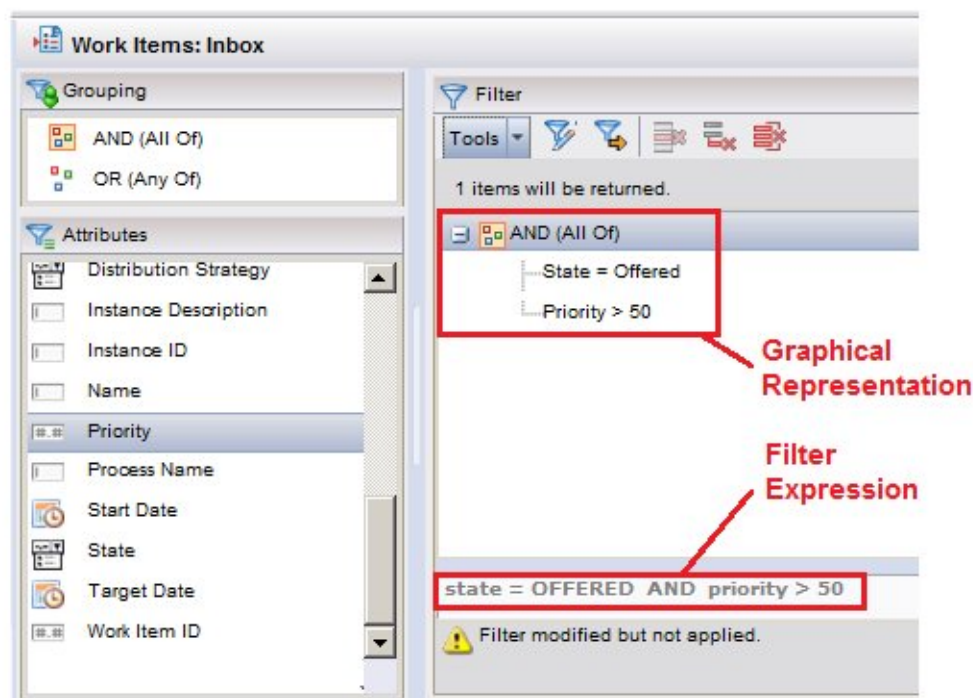 Work Items: Inbox
Grouping
AND (All Of)
OR (Any Of)
Attributes
Distribution Strategy
Instance Description
Instance ID
Name
Priority
Process Name
Start Date
State
Target Date
Work Item ID
Filter
Tools
1 items will be returned.
AND (All Of)
State = Offered
Priority > 50
Graphical
Representation
Filter
Expression
state = OFFERED AND priority > 50
Filter modified but not applied.